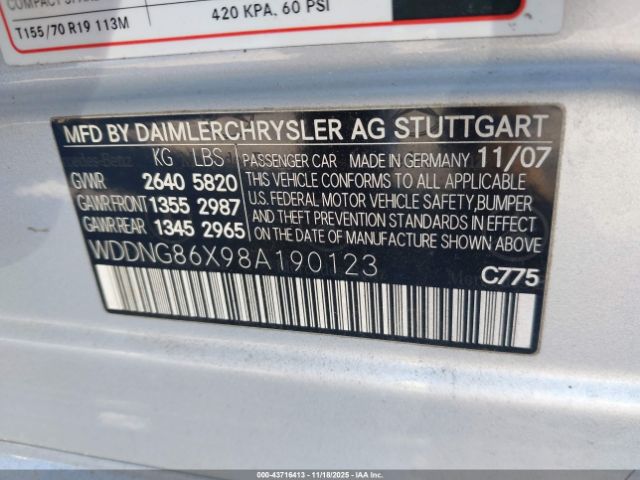 COMPACT
T155/70 R19 113M
420 KPA, 60 PSI
MFD BY DAIMLERCHRYSLER AG STUTTGART
KG LBS
GVWR 2640 5820
GAWR FRONT 1355 2987
GAWR REAR 1345 2965
PASSENGER CAR MADE IN GERMANY 11/07
THIS VEHICLE CONFORMS TO ALL APPLICABLE
U.S. FEDERAL MOTOR VEHICLE SAFETY, BUMPER
AND THEFT PREVENTION STANDARDS IN EFFECT
ON THE DATE OF MANUFACTURE SHOWN ABOVE.
WDDNG86X98A190123
C775
000-43716413 - 11/18/2025 - IAAI.COM